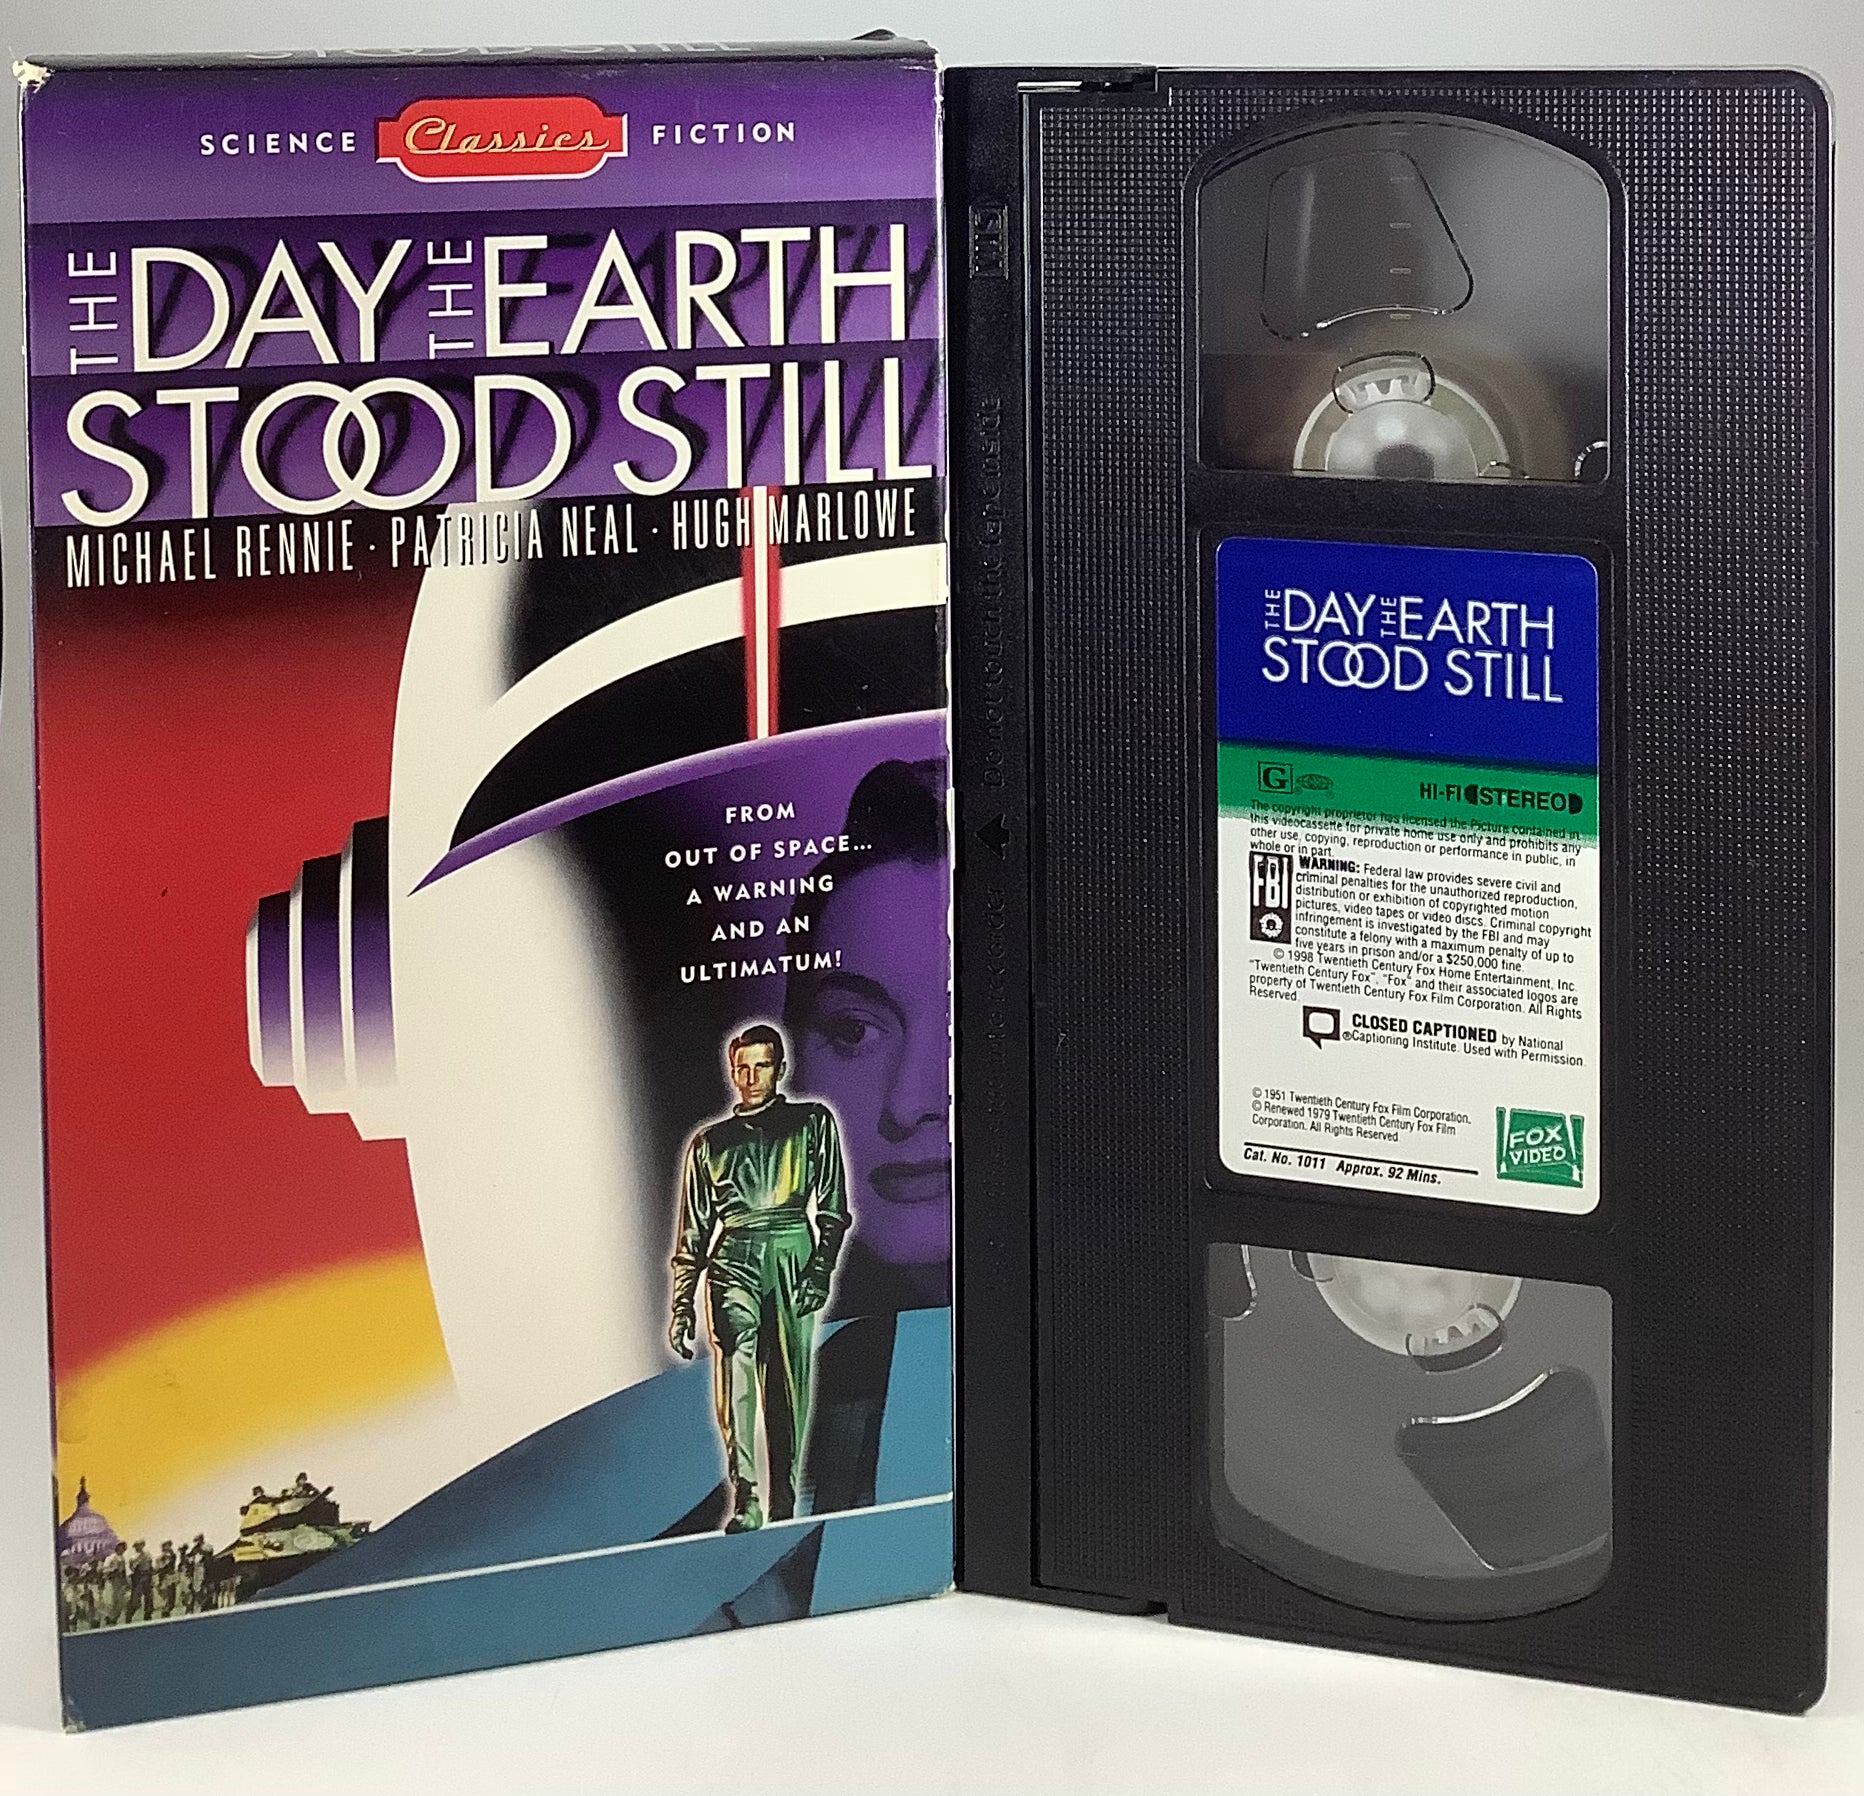 SCIENCE Classics FICTION
THE DAY THE EARTH
STOOD STILL
MICHAEL RENNIE · PATRICIA NEAL · HUGH MARLOWE
FROM
OUT OF SPACE...
A WARNING
AND AN
ULTIMATUM!
STOOD STILL
VHS
Do not touch the tape inside
THE DAY THE EARTH
STOOD STILL
G
HI-FI STEREO
The copyright proprietor has licensed the Picture contained in
this videocassette for private home use only and prohibits any
other use, copying, reproduction or performance in public, in
whole or in part.
FBI
WARNING: Federal law provides severe civil and
criminal penalties for the unauthorized reproduction,
distribution or exhibition of copyrighted motion
pictures, video tapes or video discs. Criminal copyright
infringement is investigated by the FBI and may
constitute a felony with a maximum penalty of up to
five years in prison and/or a $250,000 fine.
© 1998 Twentieth Century Fox Home Entertainment, Inc.
"Twentieth Century Fox", "Fox" and their associated logos are
property of Twentieth Century Fox Film Corporation. All Rights
Reserved.
CLOSED CAPTIONED by National
®Captioning Institute. Used with Permission.
© 1951 Twentieth Century Fox Film Corporation.
© Renewed 1979 Twentieth Century Fox Film
Corporation. All Rights Reserved.
Cat. No. 1011 Approx. 92 Mins.
FOX
VIDEO